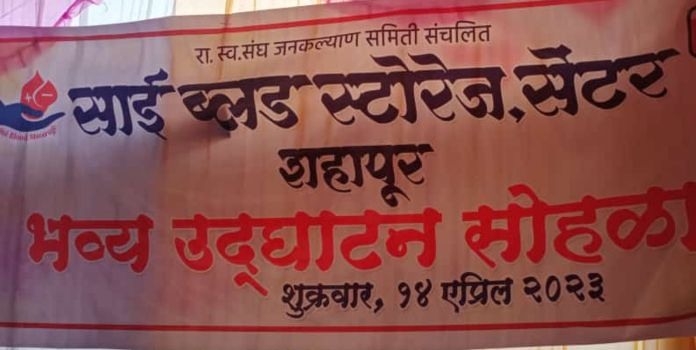 रा. स्व.संघ जनकल्याण समिती संचलित
साई ब्लड स्टोरेज,सेंटर
शहापूर
भव्य उद्‌घाटन सोहळा
शुक्रवार, १४ एप्रिल २०२३